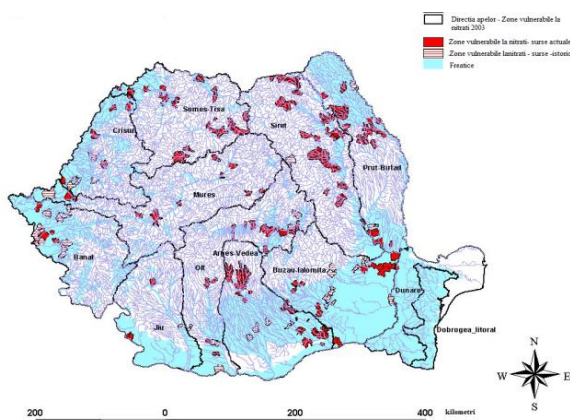 Directia apelor - Zone vulnerabile la
nitrati 2003
Zone vulnerabile la nitrati- surse actuale
Zone vulnerabile lanitrati - surse -istorice
Freatice
Somes-Tisa
Crisuri
Siret
Prut-Birlad
Mures
Banat
Olt
Arges-Vedea
Buzau-Ialomita
Dunare
Dobrogea_litoral
Jiu
N
W E
S
200 0 200 400 kilometri